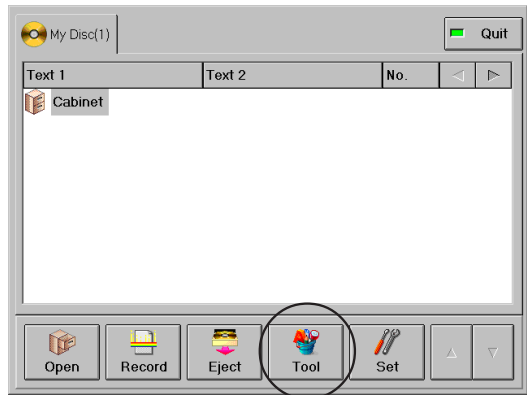 My Disc(1) Quit
Text 1 Text 2 No.
Cabinet
Open Record Eject Tool Set